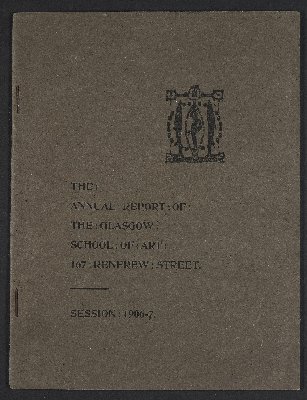 THE:
ANNUAL:REPORT:OF:
THE:GLASGOW:
SCHOOL:OF:ART:
167:RENFREW:STREET.
SESSION:1906-7.